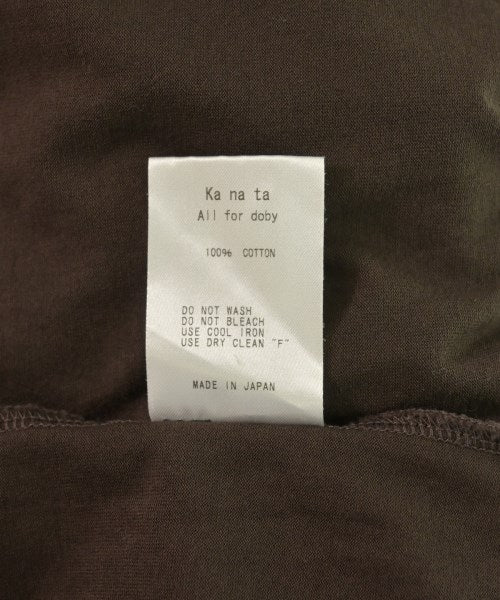 Ka na ta
All for doby
100% COTTON
DO NOT WASH
DO NOT BLEACH
USE COOL IRON
USE DRY CLEAN "F"
MADE IN JAPAN